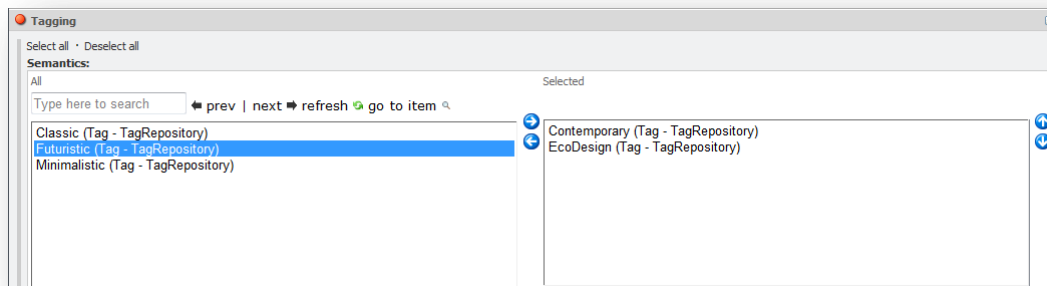 Tagging
Select all · Deselect all
Semantics:
All
Selected
Type here to search prev | next refresh go to item
Classic (Tag - TagRepository)
Futuristic (Tag - TagRepository)
Minimalistic (Tag - TagRepository)
Contemporary (Tag - TagRepository)
EcoDesign (Tag - TagRepository)